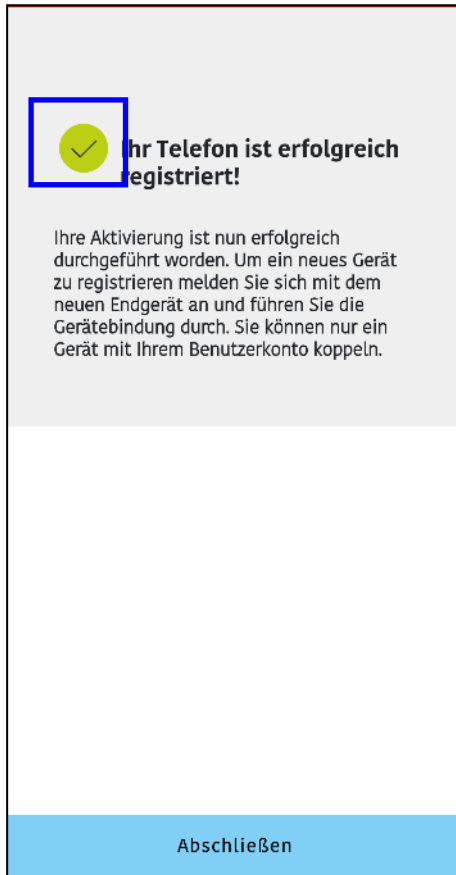 Ihr Telefon ist erfolgreich
registriert!
Ihre Aktivierung ist nun erfolgreich
durchgeführt worden. Um ein neues Gerät
zu registrieren melden Sie sich mit dem
neuen Endgerät an und führen Sie die
Gerätebindung durch. Sie können nur ein
Gerät mit Ihrem Benutzerkonto koppeln.
Abschließen